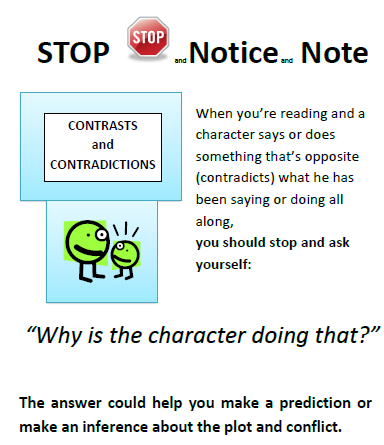 STOP STOP and Notice and Note
CONTRASTS
and
CONTRADICTIONS
When you’re reading and a
character says or does
something that’s opposite
(contradicts) what he has
been saying or doing all
along,
you should stop and ask
yourself:
“Why is the character doing that?”
The answer could help you make a prediction or
make an inference about the plot and conflict.